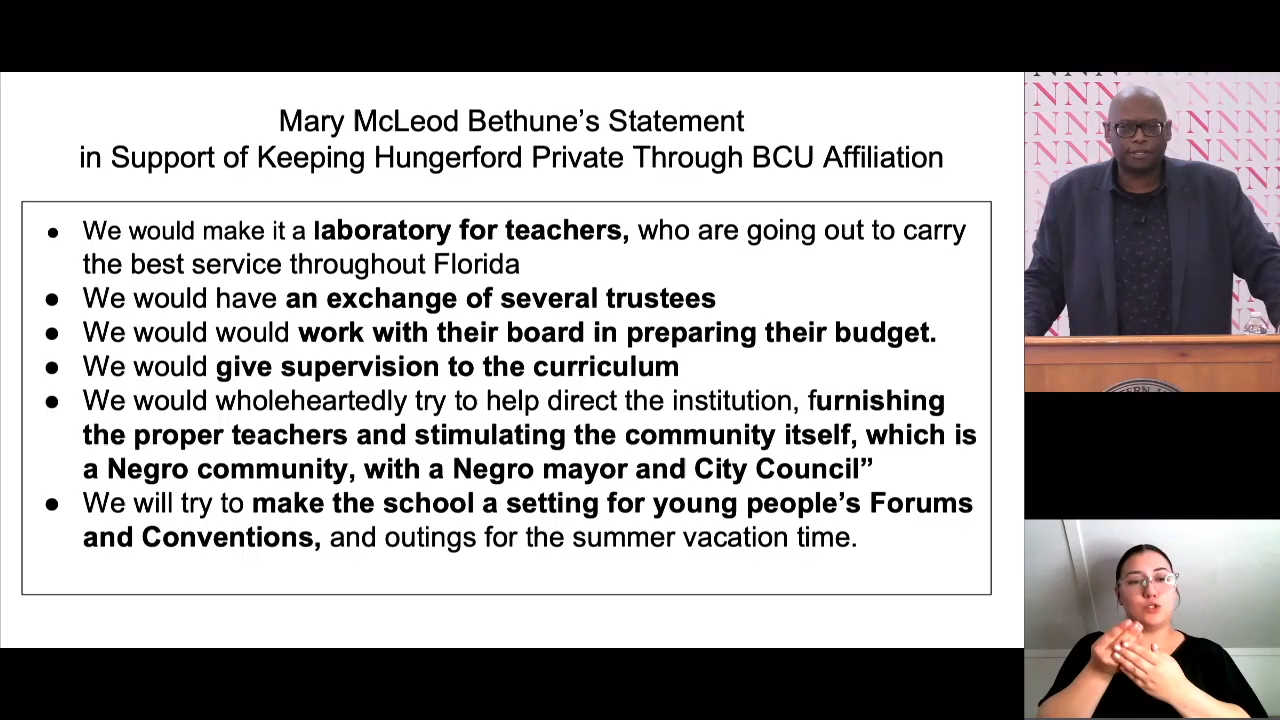 Mary McLeod Bethune's Statement
in Support of Keeping Hungerford Private Through BCU Affiliation
● We would make it a laboratory for teachers, who are going out to carry
the best service throughout Florida
● We would have an exchange of several trustees
● We would would work with their board in preparing their budget.
● We would give supervision to the curriculum
● We would wholeheartedly try to help direct the institution, furnishing
the proper teachers and stimulating the community itself, which is
a Negro community, with a Negro mayor and City Council”
● We will try to make the school a setting for young people's Forums
and Conventions, and outings for the summer vacation time.
NNN
NNNN
NNN